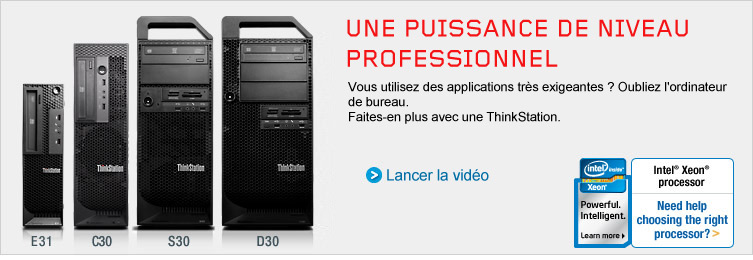 UNE PUISSANCE DE NIVEAU
PROFESSIONNEL
Vous utilisez des applications très exigeantes ? Oubliez l'ordinateur
de bureau.
Faites-en plus avec une ThinkStation.
> Lancer la vidéo
ThinkStation
ThinkStation
ThinkStation
ThinkStation
E31
C30
S30
D30
intel inside
Xeon®
Powerful.
Intelligent.
Learn more
Intel® Xeon®
processor
Need help
choosing the right
processor? >